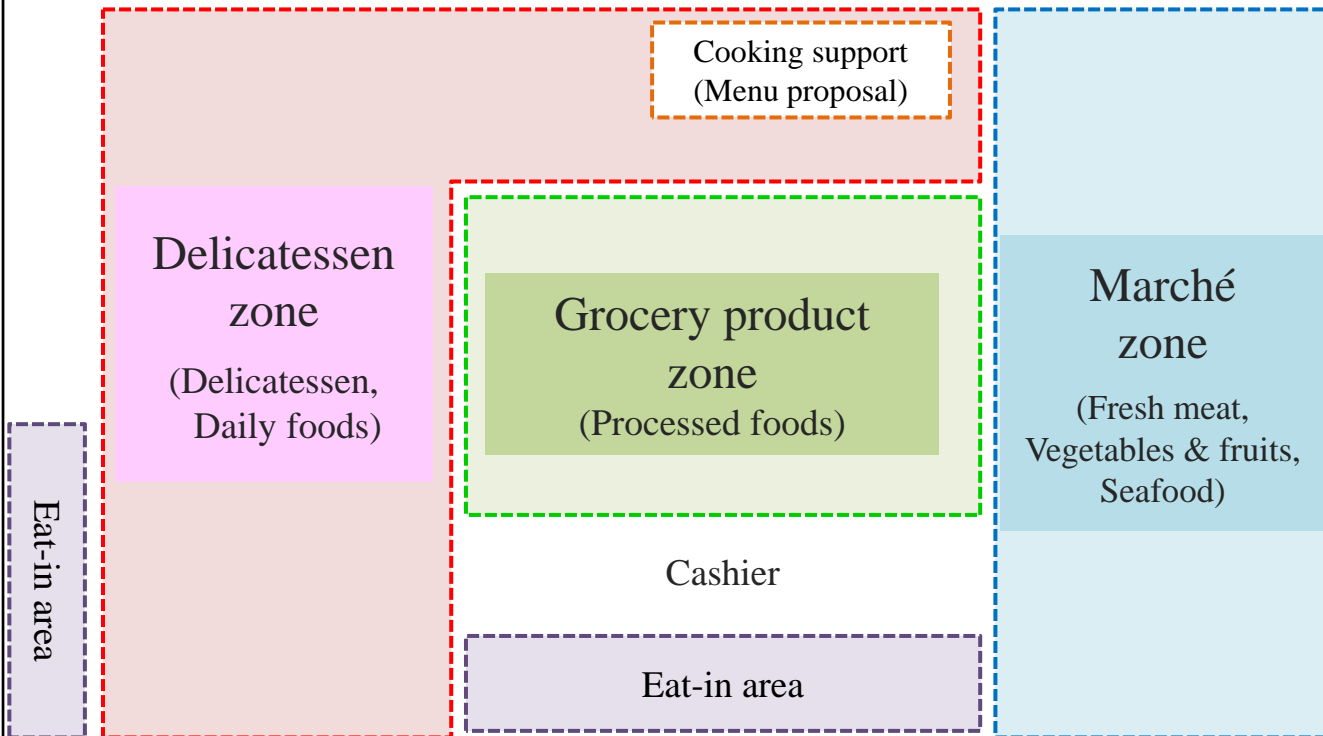 Cooking support
(Menu proposal)
Delicatessen
zone
(Delicatessen,
Daily foods)
Grocery product
zone
(Processed foods)
Marché
zone
(Fresh meat,
Vegetables & fruits,
Seafood)
Eat-in area
Cashier
Eat-in area